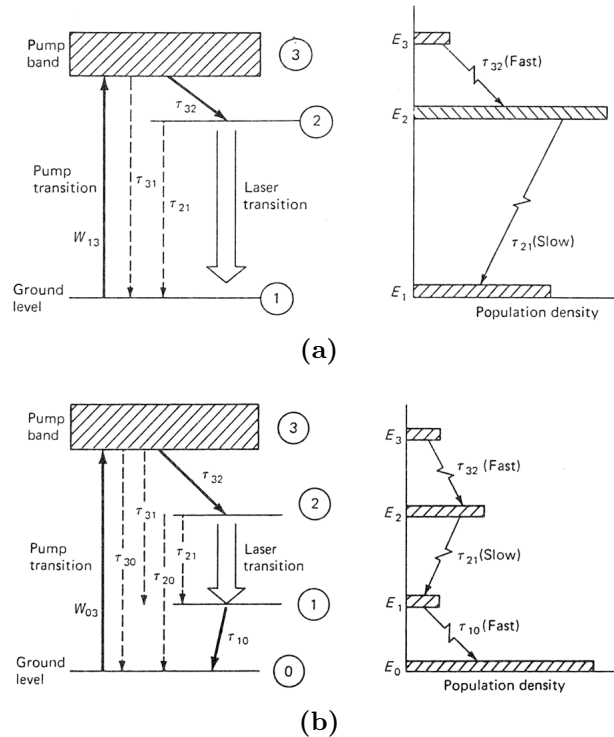 Pump
band
3
τ32
2
Pump
transition
τ31
τ21
Laser
transition
W13
Ground
level
1
E3
τ32(Fast)
E2
τ21(Slow)
E1
Population density
(a)
Pump
band
3
τ32
2
τ31
τ21
Pump
transition
τ30
τ20
Laser
transition
W03
1
τ10
Ground
level
0
E3
τ32 (Fast)
E2
τ21(Slow)
E1
τ10(Fast)
E0
Population density
(b)